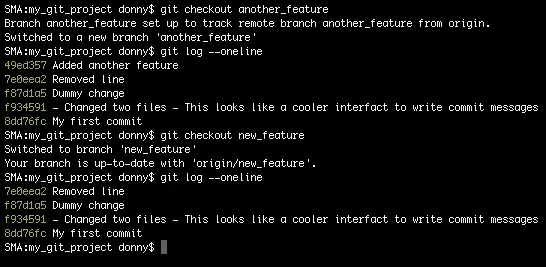 SMA:my_git_project donny$ git checkout another_feature
Branch another_feature set up to track remote branch another_feature from origin.
Switched to a new branch 'another_feature'
SMA:my_git_project donny$ git log --oneline
49ed357 Added another feature
7e0eea2 Removed line
f87d1a5 Dummy change
f934591 - Changed two files - This looks like a cooler interfact to write commit messages
8dd76fc My first commit
SMA:my_git_project donny$ git checkout new_feature
Switched to branch 'new_feature'
Your branch is up-to-date with 'origin/new_feature'.
SMA:my_git_project donny$ git log --oneline
7e0eea2 Removed line
f87d1a5 Dummy change
f934591 - Changed two files - This looks like a cooler interfact to write commit messages
8dd76fc My first commit
SMA:my_git_project donny$